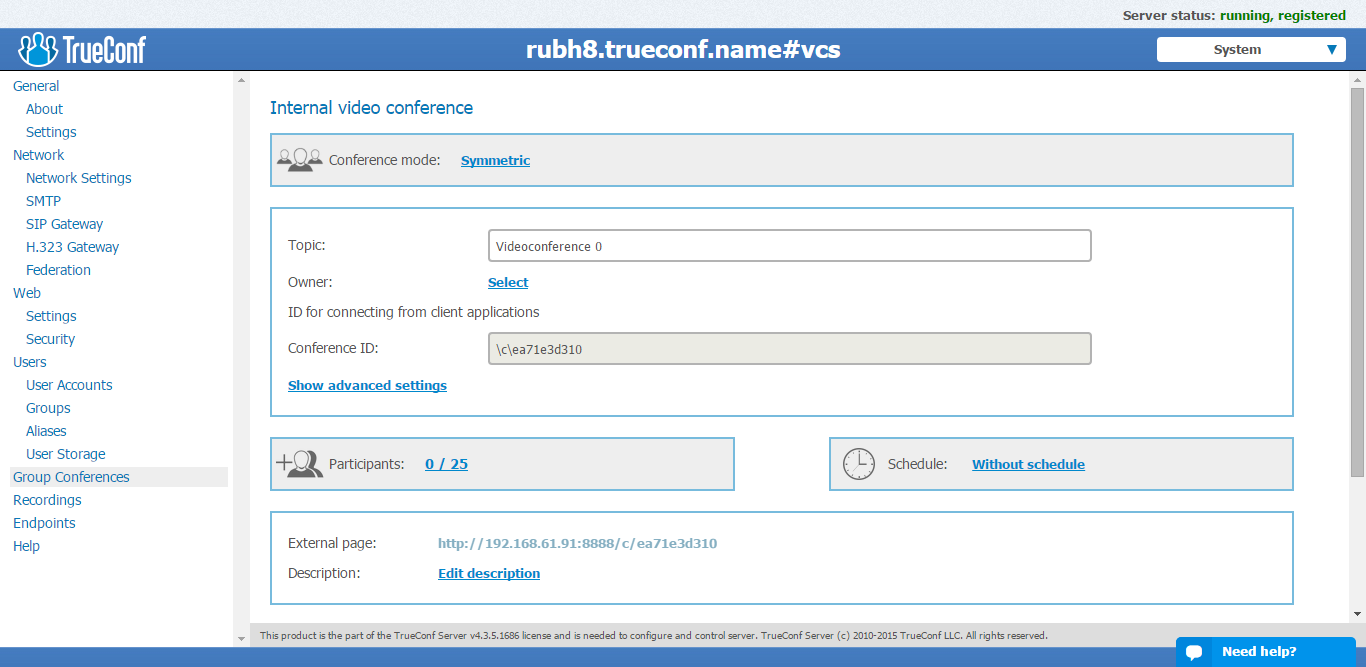 Server status: running, registered
TrueConf
rubh8.trueconf.name#vcs
System
General
About
Settings
Network
Network Settings
SMTP
SIP Gateway
H.323 Gateway
Federation
Web
Settings
Security
Users
User Accounts
Groups
Aliases
User Storage
Group Conferences
Recordings
Endpoints
Help
Internal video conference
Conference mode: Symmetric
Topic: Videoconference 0
Owner: Select
ID for connecting from client applications
Conference ID: \c\ea71e3d310
Show advanced settings
Participants: 0 / 25
Schedule: Without schedule
External page: http://192.168.61.91:8888/c/ea71e3d310
Description: Edit description
This product is the part of the TrueConf Server v4.3.5.1686 license and is needed to configure and control server. TrueConf Server (c) 2010-2015 TrueConf LLC. All rights reserved.
Need help?